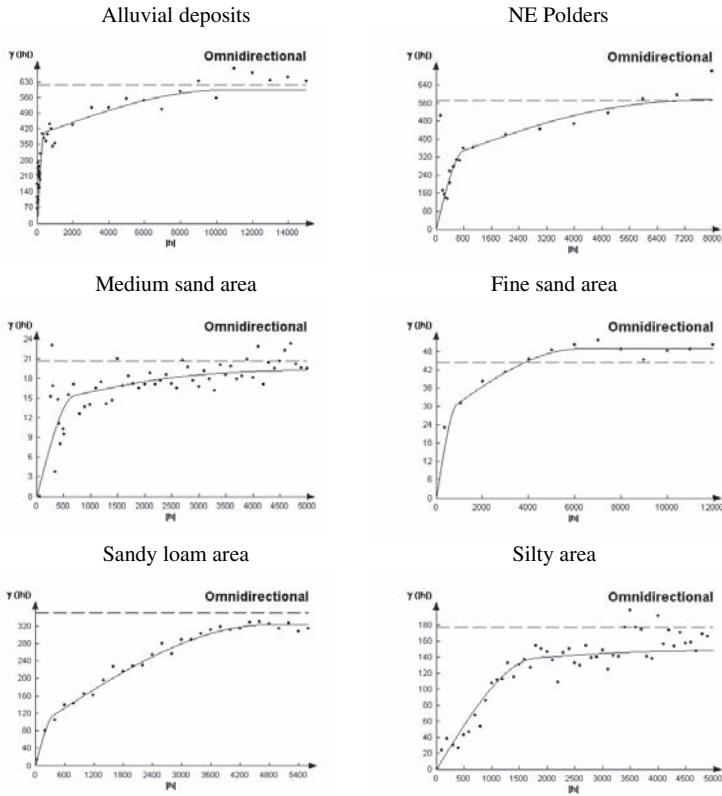 Alluvial deposits
NE Polders
γ (|h|)
Omnidirectional
630
560
490
420
350
280
210
140
70
0
0 2000 4000 6000 8000 10000 12000 14000
|h|
γ (|h|)
Omnidirectional
640
560
480
400
320
240
160
80
0
0 800 1600 2400 3200 4000 4800 5600 6400 7200 8000
|h|
Medium sand area
Fine sand area
γ (|h|)
Omnidirectional
24
21
18
15
12
9
6
3
0
0 500 1000 1500 2000 2500 3000 3500 4000 4500 5000
|h|
γ (|h|)
Omnidirectional
48
42
36
30
24
18
12
6
0
0 2000 4000 6000 8000 10000 12000
|h|
Sandy loam area
Silty area
γ (|h|)
Omnidirectional
320
280
240
200
160
120
80
40
0
0 600 1200 1800 2400 3000 3600 4200 4800 5400
|h|
γ (|h|)
Omnidirectional
180
160
140
120
100
80
60
40
20
0
0 500 1000 1500 2000 2500 3000 3500 4000 4500 5000
|h|